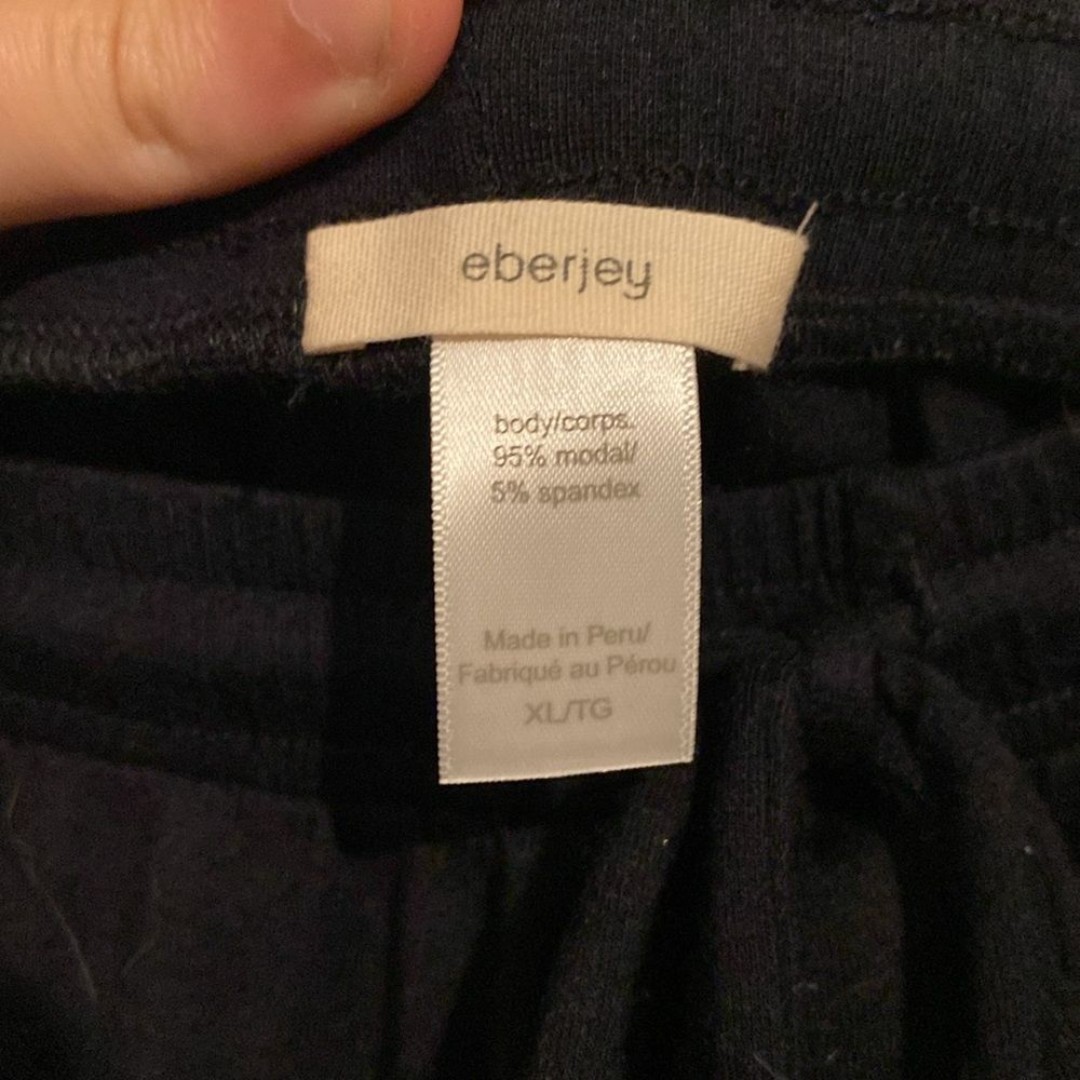 eberjey
body/corps.
95% modal/
5% spandex
Made in Peru/
Fabriqué au Pérou
XL/TG